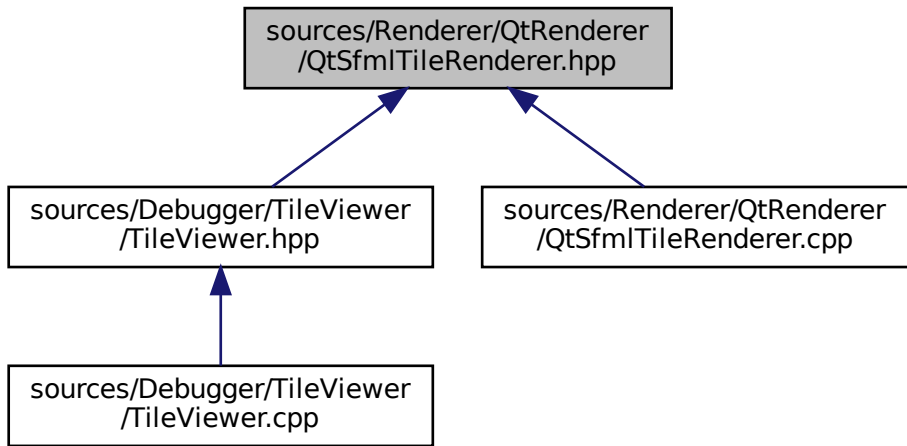 sources/Renderer/QtRenderer
/QtSfmlTileRenderer.hpp
sources/Debugger/TileViewer
/TileViewer.hpp
sources/Renderer/QtRenderer
/QtSfmlTileRenderer.cpp
sources/Debugger/TileViewer
/TileViewer.cpp